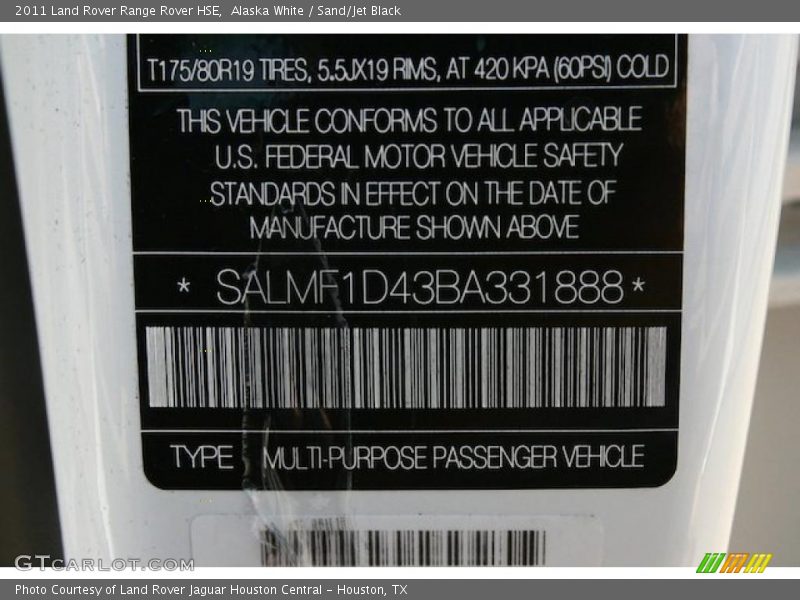 2011 Land Rover Range Rover HSE,  Alaska White / Sand/Jet Black
T175/80R19 TIRES, 5.5JX19 RIMS, AT 420 KPA (60PSI) COLD
THIS VEHICLE CONFORMS TO ALL APPLICABLE
U.S. FEDERAL MOTOR VEHICLE SAFETY
STANDARDS IN EFFECT ON THE DATE OF
MANUFACTURE SHOWN ABOVE
* SALMF1D43BA331888 *
TYPE MULTI-PURPOSE PASSENGER VEHICLE
GTCARLOT.COM
Photo Courtesy of Land Rover Jaguar Houston Central - Houston, TX